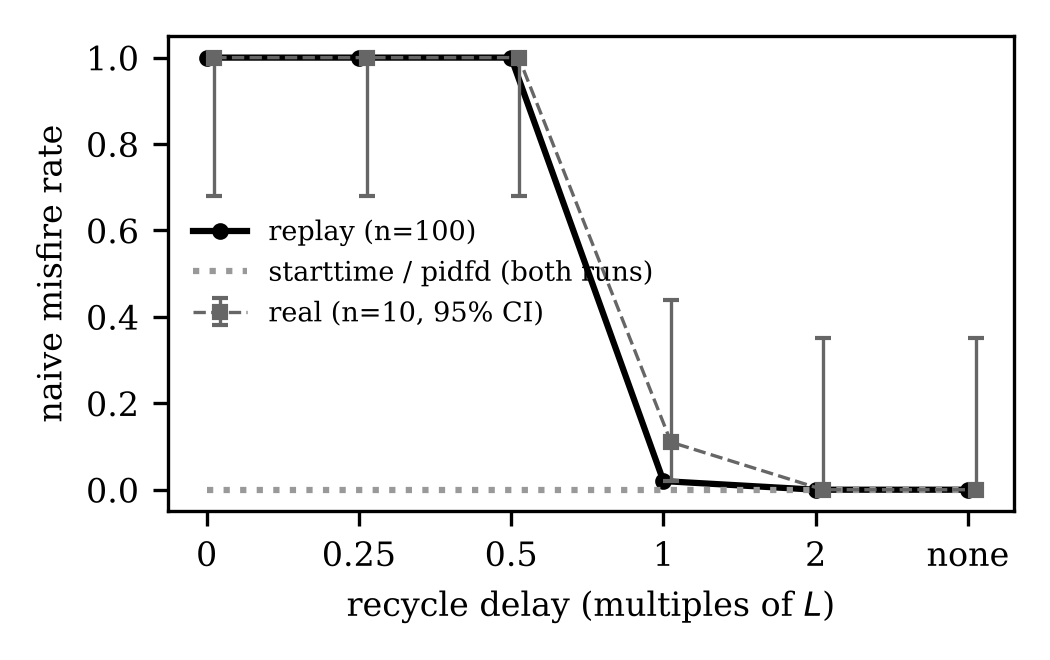 naive misfire rate
1.0
0.8
0.6
0.4
0.2
0.0
replay (n=100)
starttime / pidfd (both runs)
real (n=10, 95% CI)
0 0.25 0.5 1 2 none
recycle delay (multiples of L)